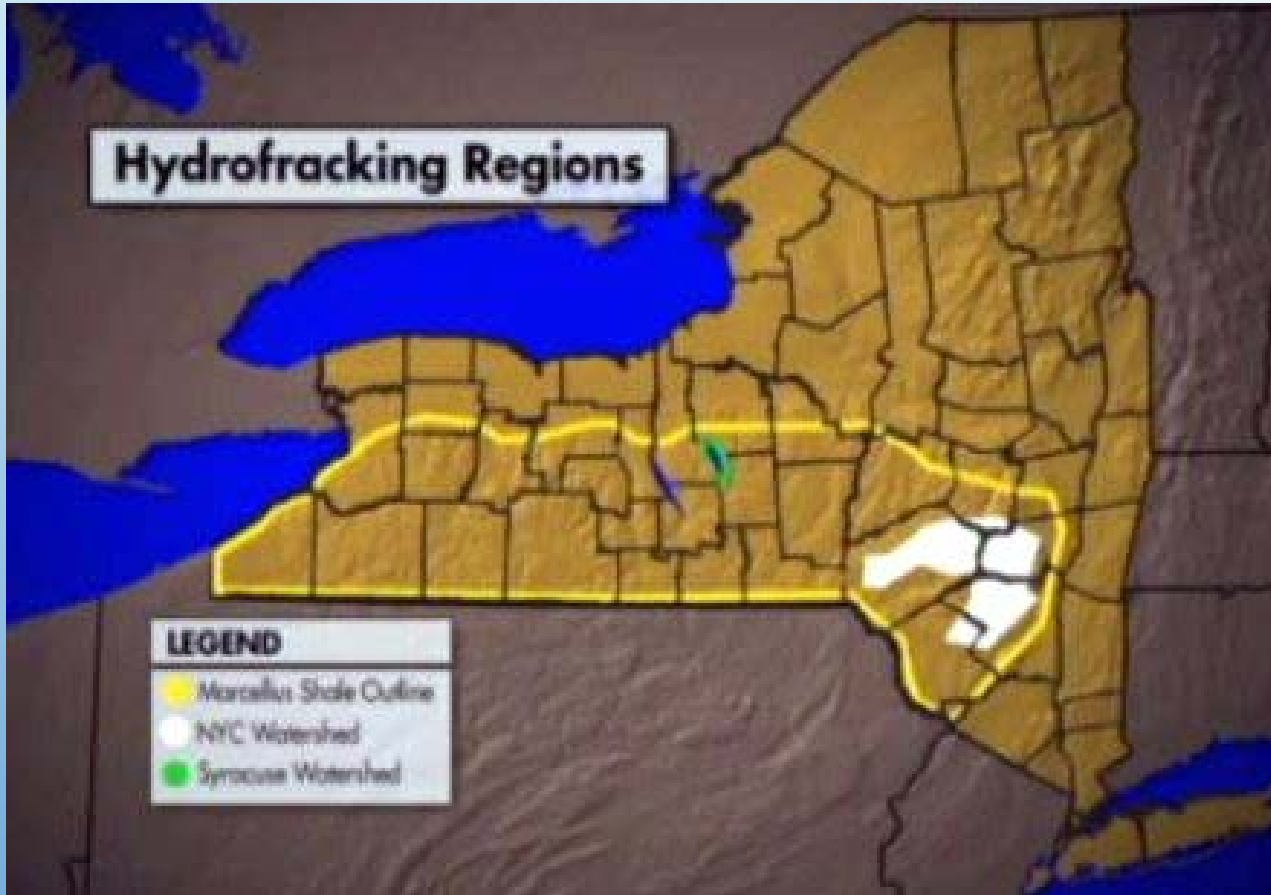 Hydrofracking Regions
LEGEND
Marcellus Shale Outline
NYC Watershed
Syracuse Watershed